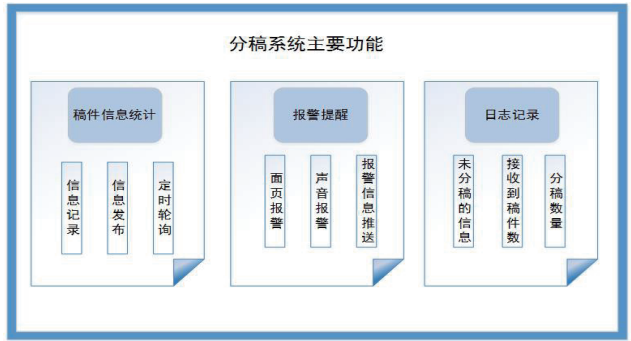 分稿系统主要功能
稿件信息统计
信息记录
信息发布
定时轮询
报警提醒
面页报警
声音报警
报警信息推送
日志记录
未分稿的信息
接收到稿件数
分稿数量